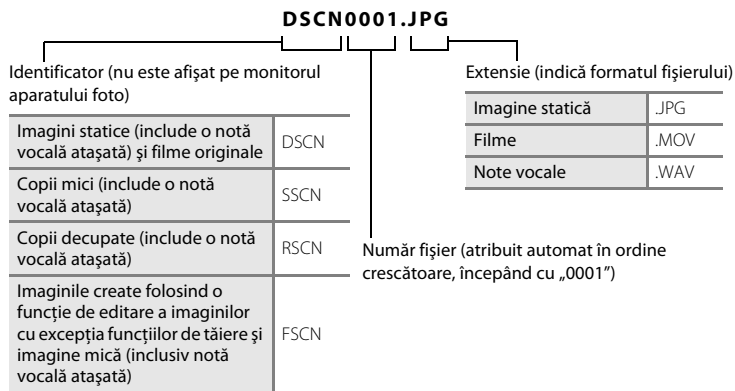 DSCN0001.JPG
Identificator (nu este afişat pe monitorul
aparatului foto)
Imagini statice (include o notă
vocală ataşată) şi filme originale
DSCN
Copii mici (include o notă
vocală ataşată)
SSCN
Copii decupate (include o notă
vocală ataşată)
RSCN
Imaginile create folosind o
funcţie de editare a imaginilor
cu excepţia funcţiilor de tăiere şi
imagine mică (inclusiv notă
vocală ataşată)
FSCN
Extensie (indică formatul fişierului)
Imagine statică .JPG
Filme .MOV
Note vocale .WAV
Număr fişier (atribuit automat în ordine
crescătoare, începând cu „0001”)